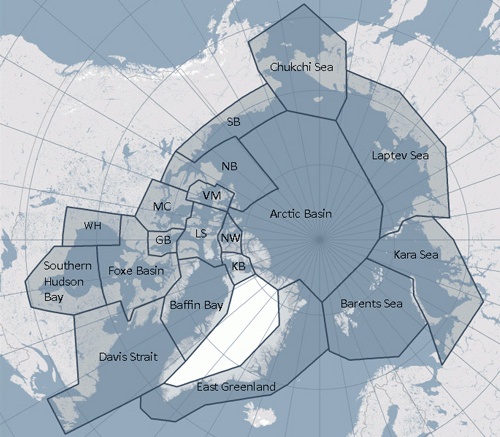 Chukchi Sea
SB
Laptev Sea
NB
VM
MC
Arctic Basin
WH
GB
LS
NW
Kara Sea
Southern
Hudson
Bay
Foxe Basin
KB
Baffin Bay
Barents Sea
Davis Strait
East Greenland